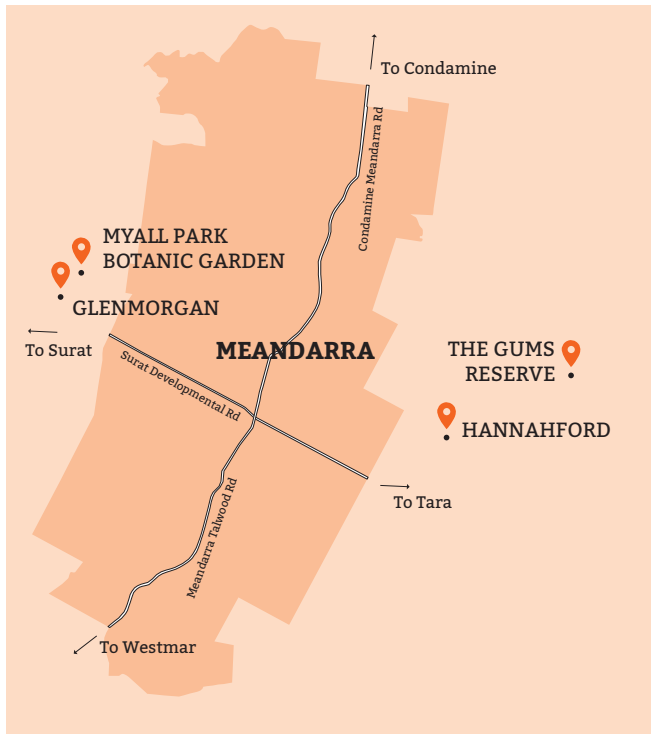 To Condamine
Condamine Meandarra Rd
MYALL PARK
BOTANIC GARDEN
GLENMORGAN
To Surat
MEANDARRA
Surat Developmental Rd
THE GUMS
RESERVE
HANNAHFORD
To Tara
Meandarra Talwood Rd
To Westmar